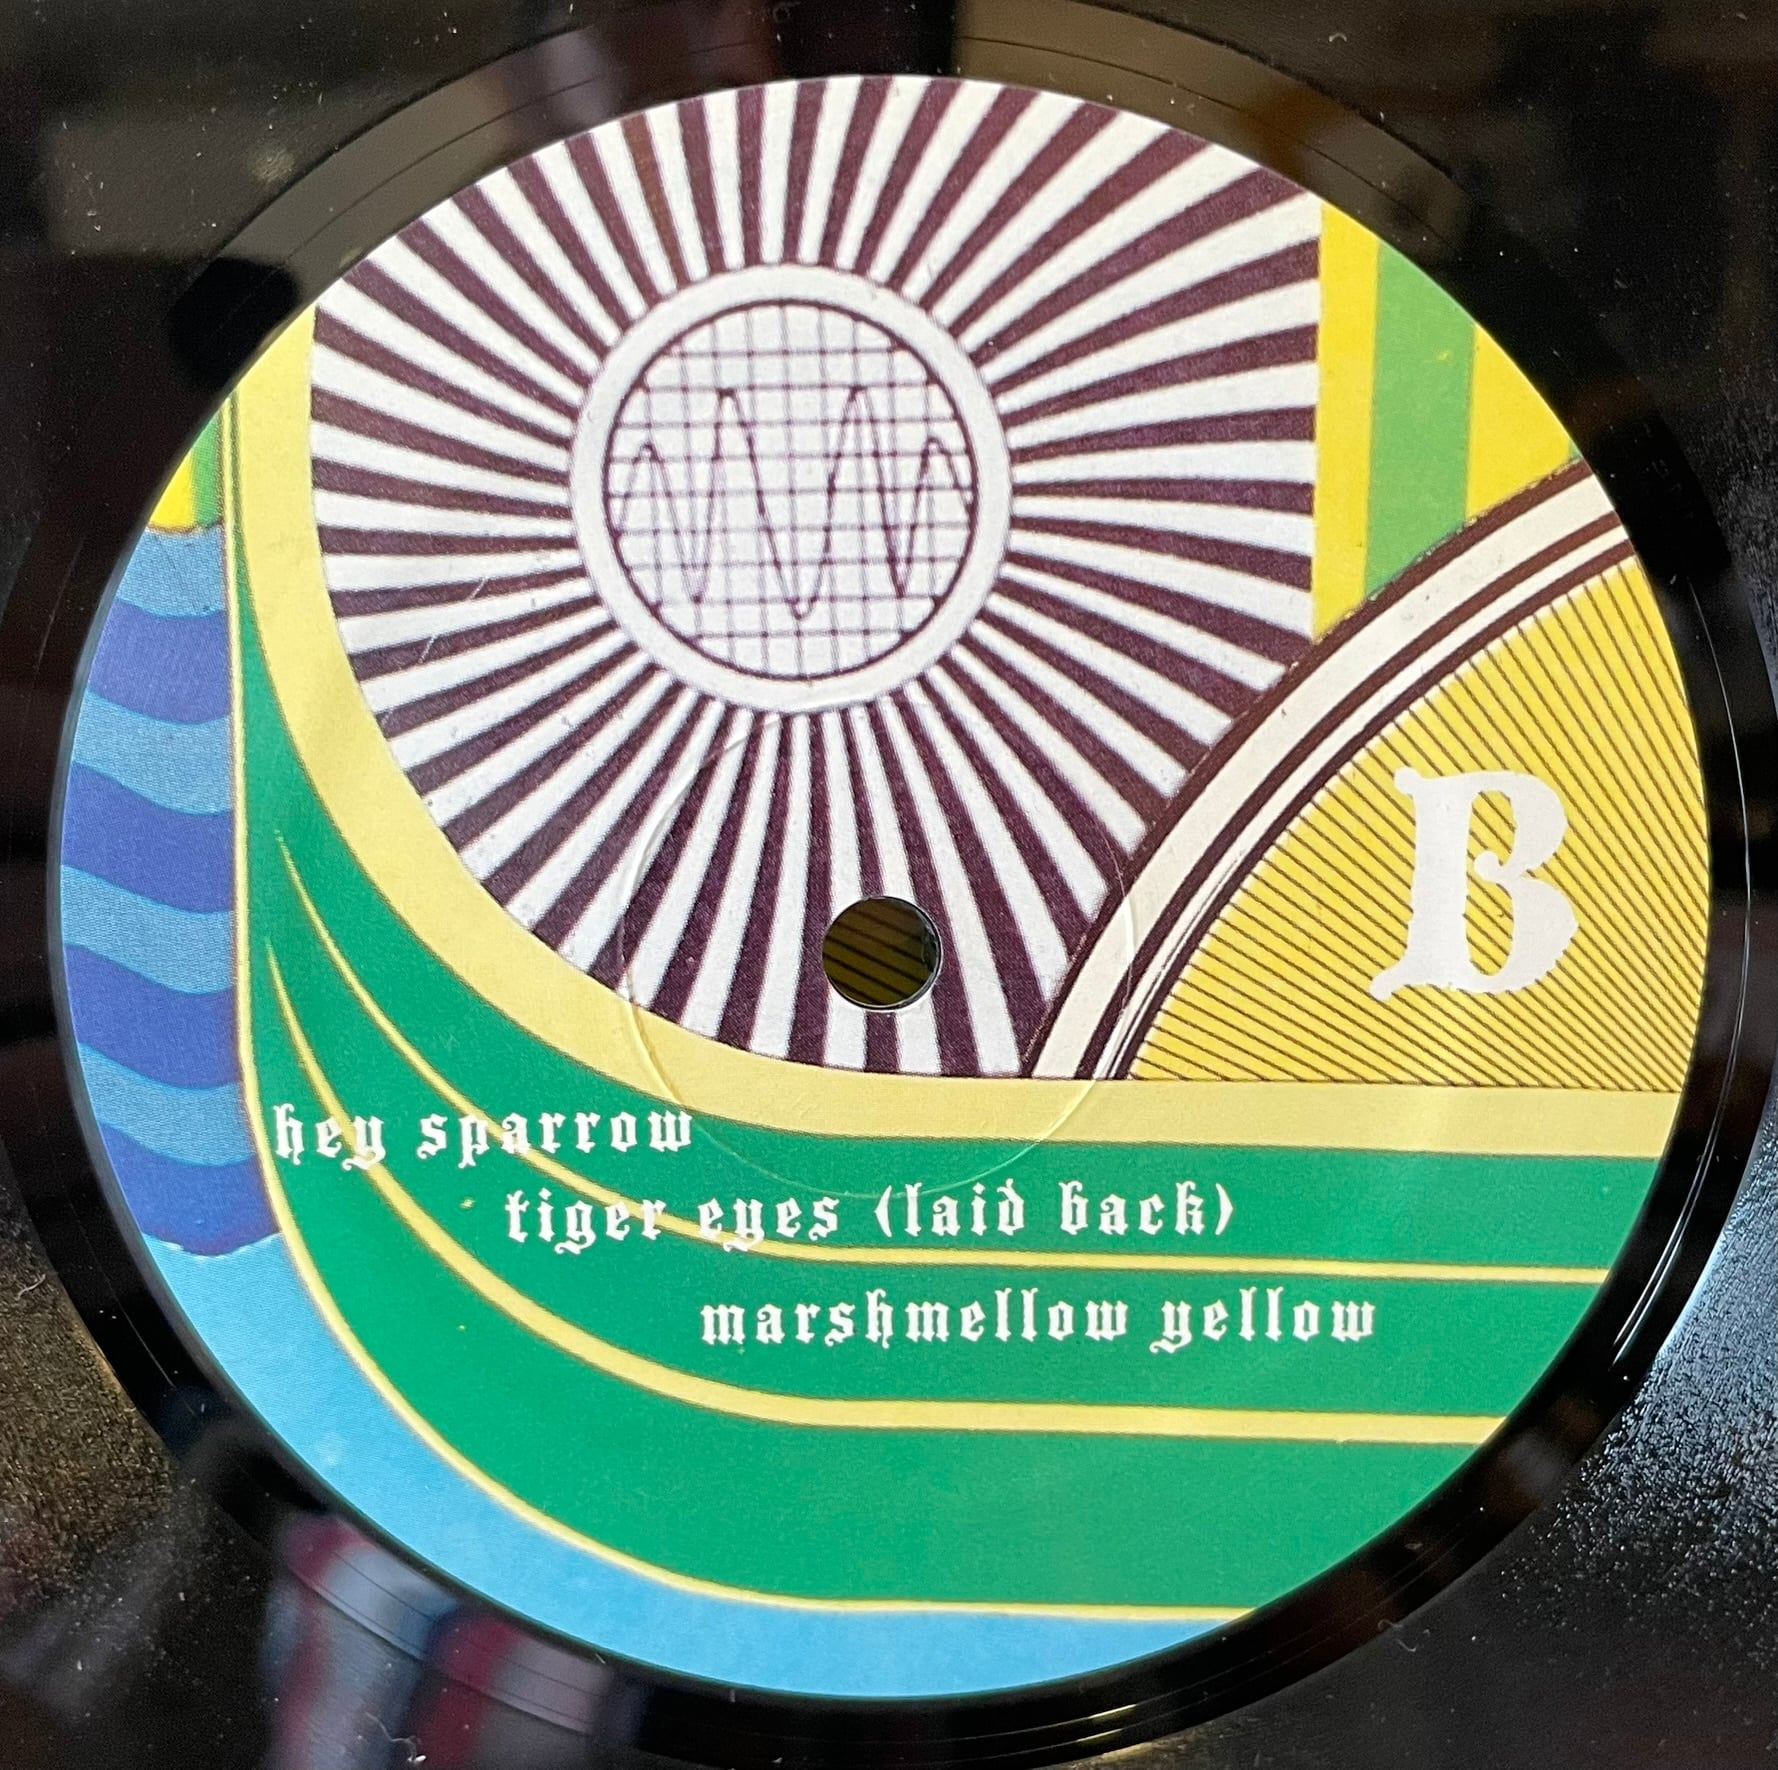 B
hey sparrow
tiger eyes (laid back)
marshmellow yellow